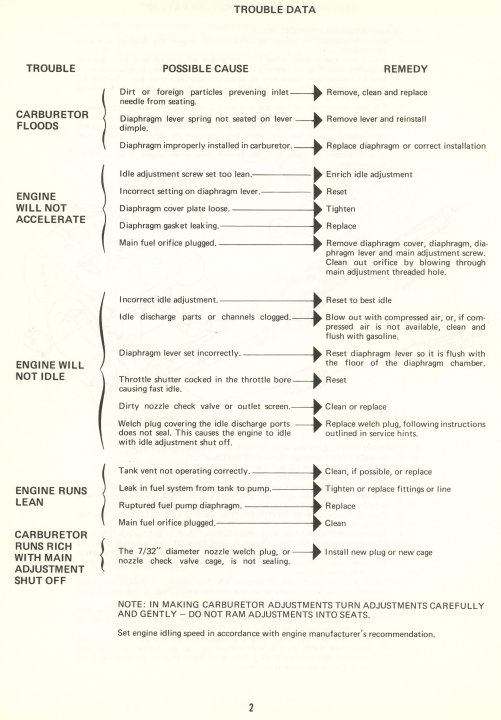 TROUBLE DATA
TROUBLE POSSIBLE CAUSE REMEDY
CARBURETOR
FLOODS
Dirt or foreign particles prevening inlet
needle from seating.
Remove, clean and replace
Diaphragm lever spring not seated on lever
dimple.
Remove lever and reinstall
Diaphragm improperly installed in carburetor.
Replace diaphragm or correct installation
ENGINE
WILL NOT
ACCELERATE
Idle adjustment screw set too lean.
Enrich idle adjustment
Incorrect setting on diaphragm lever.
Reset
Diaphragm cover plate loose.
Tighten
Diaphragm gasket leaking.
Replace
Main fuel orifice plugged.
Remove diaphragm cover, diaphragm, dia-
phragm lever and main adjustment screw.
Clean out orifice by blowing through
main adjustment threaded hole.
ENGINE WILL
NOT IDLE
Incorrect idle adjustment.
Reset to best idle
Idle discharge parts or channels clogged.
Blow out with compressed air, or, if com-
pressed air is not available, clean and
flush with gasoline.
Diaphragm lever set incorrectly.
Reset diaphragm lever so it is flush with
the floor of the diaphragm chamber.
Throttle shutter cocked in the throttle bore
causing fast idle.
Reset
Dirty nozzle check valve or outlet screen.
Clean or replace
Welch plug covering the idle discharge ports
does not seal. This causes the engine to idle
with idle adjustment shut off.
Replace welch plug, following instructions
outlined in service hints.
ENGINE RUNS
LEAN
Tank vent not operating correctly.
Clean, if possible, or replace
Leak in fuel system from tank to pump.
Tighten or replace fittings or line
Ruptured fuel pump diaphragm.
Replace
Main fuel orifice plugged.
Clean
CARBURETOR
RUNS RICH
WITH MAIN
ADJUSTMENT
SHUT OFF
The 7/32" diameter nozzle welch plug, or
nozzle check valve cage, is not sealing.
Install new plug or new cage
NOTE: IN MAKING CARBURETOR ADJUSTMENTS TURN ADJUSTMENTS CAREFULLY
AND GENTLY – DO NOT RAM ADJUSTMENTS INTO SEATS.
Set engine idling speed in accordance with engine manufacturer's recommendation.
2